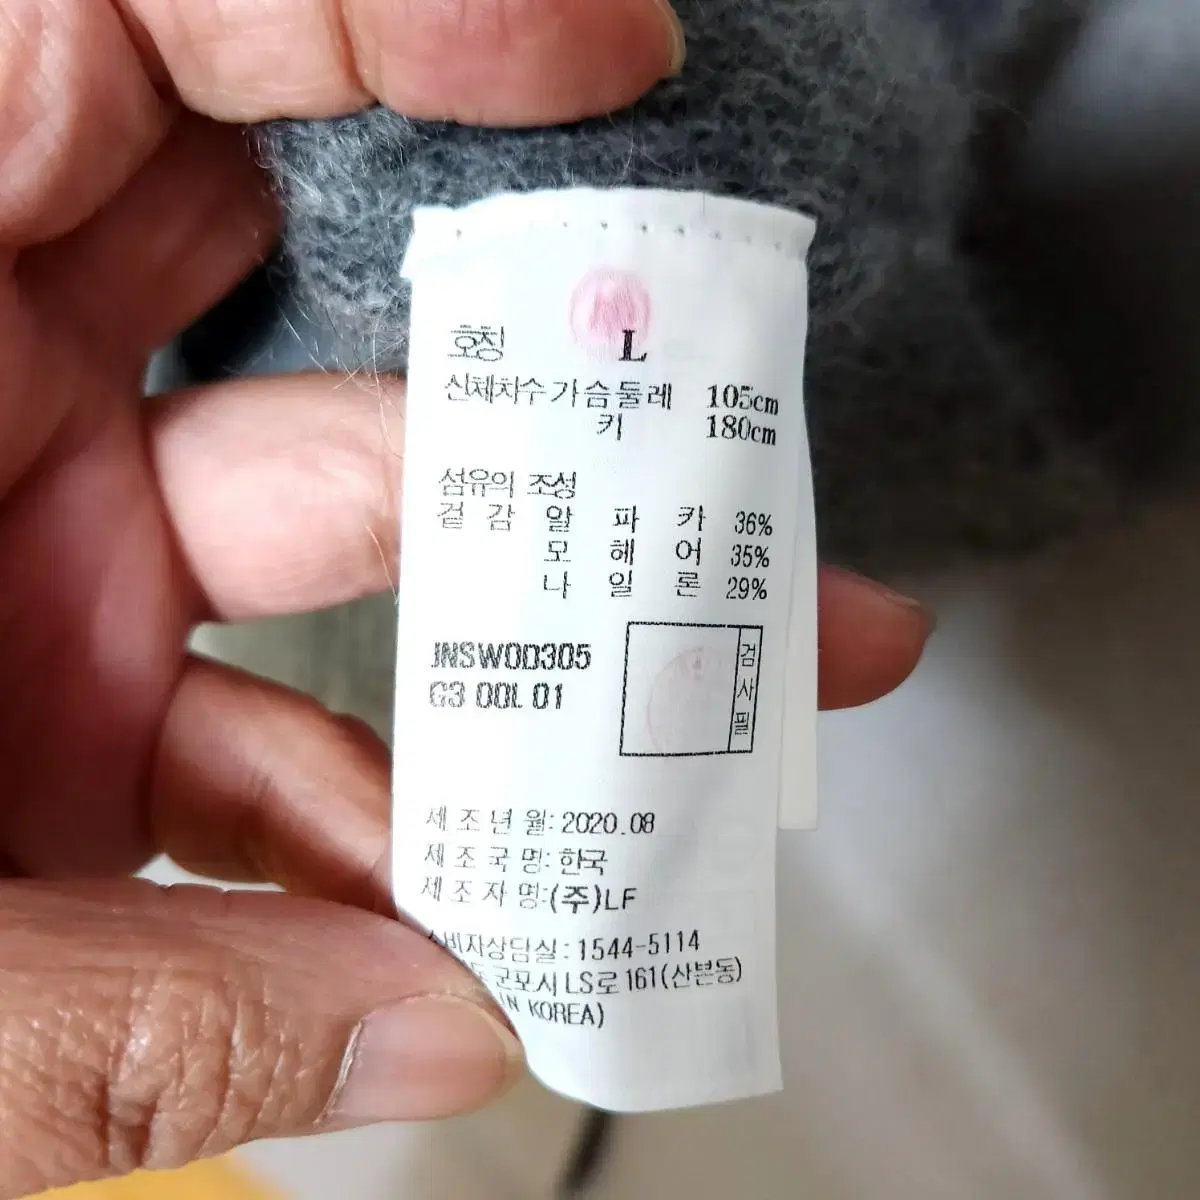 호칭 L
신체치수 가슴둘레 105cm
키 180cm
섬유의 조성
겉감 알파카 36%
모헤어 35%
나일론 29%
JNSW0D305
G3 00L 01
검사필
제조년월: 2020.08
제조국명: 한국
제조자명:(주)LF
소비자상담실: 1544-5114
군포시 LS로 161(산본동)
IN KOREA)